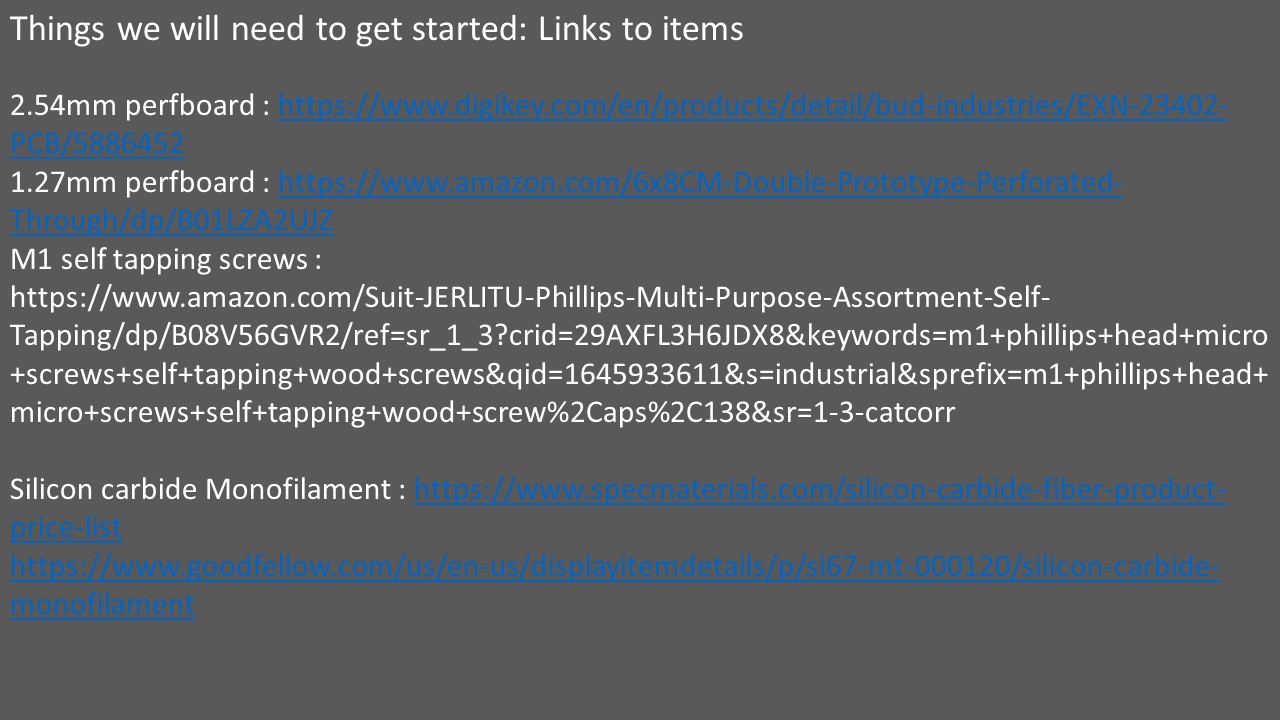 Things we will need to get started: Links to items
2.54mm perfboard : https://www.digikey.com/en/products/detail/bud-industries/EXN-23402-
PCB/5886452
1.27mm perfboard : https://www.amazon.com/6x8CM-Double-Prototype-Perforated-
Through/dp/B01LZA2UJZ
M1 self tapping screws :
https://www.amazon.com/Suit-JERLITU-Phillips-Multi-Purpose-Assortment-Self-
Tapping/dp/B08V56GVR2/ref=sr_1_3?crid=29AXFL3H6JDX8&keywords=m1+phillips+head+micro
+screws+self+tapping+wood+screws&qid=1645933611&s=industrial&sprefix=m1+phillips+head+
micro+screws+self+tapping+wood+screw%2Caps%2C138&sr=1-3-catcorr
Silicon carbide Monofilament : https://www.specmaterials.com/silicon-carbide-fiber-product-
price-list
https://www.goodfellow.com/us/en-us/displayitemdetails/p/si67-mt-000120/silicon-carbide-
monofilament